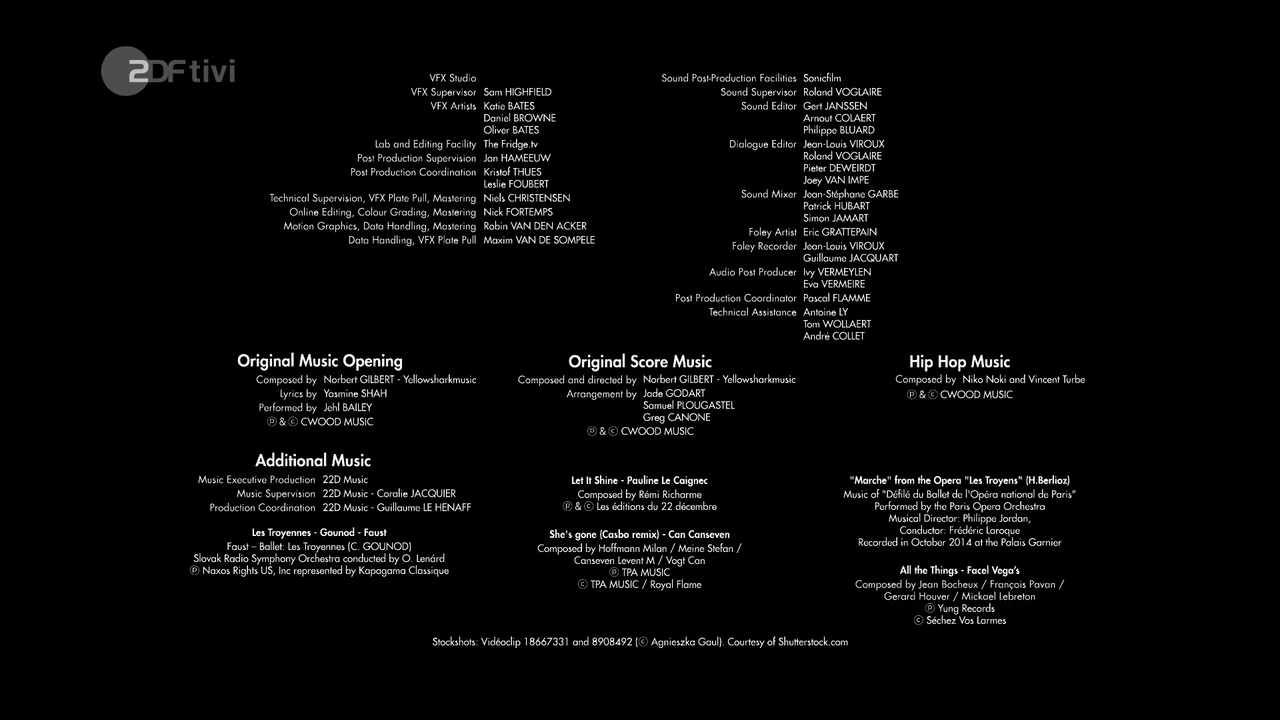 ZDFtivi
VFX Studio
VFX Supervisor Sam HIGHFIELD
VFX Artists Katie BATES
Daniel BROWNE
Oliver BATES
Lab and Editing Facility The Fridge.tv
Post Production Supervision Jan HAMEEUW
Post Production Coordination Kristof THUES
Leslie FOUBERT
Technical Supervision, VFX Plate Pull, Mastering Niels CHRISTENSEN
Online Editing, Colour Grading, Mastering Nick FORTEMPS
Motion Graphics, Data Handling, Mastering Robin VAN DEN ACKER
Data Handling, VFX Plate Pull Maxim VAN DE SOMPELE
Sound Post-Production Facilities Sonicfilm
Sound Supervisor Roland VOGLAIRE
Sound Editor Gert JANSSEN
Arnout COLAERT
Philippe BLUARD
Dialogue Editor Jean-Louis VIROUX
Roland VOGLAIRE
Pieter DEWEIRDT
Joey VAN IMPE
Sound Mixer Jean-Stéphane GARBE
Patrick HUBART
Simon JAMART
Foley Artist Eric GRATTEPAIN
Foley Recorder Jean-Louis VIROUX
Guillaume JACQUART
Audio Post Producer Ivy VERMEYLEN
Eva VERMEIRE
Post Production Coordinator Pascal FLAMME
Technical Assistance Antoine LY
Tom WOLLAERT
André COLLET
Original Music Opening
Composed by Norbert GILBERT - Yellowsharkmusic
Lyrics by Yasmine SHAH
Performed by Jehl BAILEY
Ⓟ & Ⓒ CWOOD MUSIC
Original Score Music
Composed and directed by Norbert GILBERT - Yellowsharkmusic
Arrangement by Jade GODART
Samuel PLOUGASTEL
Greg CANONE
Ⓟ & Ⓒ CWOOD MUSIC
Hip Hop Music
Composed by Niko Noki and Vincent Turbe
Ⓟ & Ⓒ CWOOD MUSIC
Additional Music
Music Executive Production 22D Music
Music Supervision 22D Music - Coralie JACQUIER
Production Coordination 22D Music - Guillaume LE HENAFF
Les Troyennes - Gounod - Faust
Faust – Ballet: Les Troyennes (C. GOUNOD)
Slovak Radio Symphony Orchestra conducted by O. Lenárd
Ⓟ Naxos Rights US, Inc represented by Kapagama Classique
Let It Shine - Pauline Le Caignec
Composed by Rémi Richarme
Ⓟ & Ⓒ Les éditions du 22 décembre
She's gone (Casbo remix) - Can Canseven
Composed by Hoffmann Milan / Meine Stefan /
Canseven Levent M / Vogt Can
Ⓟ TPA MUSIC
Ⓒ TPA MUSIC / Royal Flame
"Marche" from the Opera "Les Troyens" (H.Berlioz)
Music of "Défilé du Ballet de l'Opéra national de Paris"
Performed by the Paris Opera Orchestra
Musical Director: Philippe Jordan,
Conductor: Frédéric Laroque
Recorded in October 2014 at the Palais Garnier
All the Things - Facel Vega's
Composed by Jean Bocheux / François Pavan /
Gerard Houver / Mickael Lebreton
Ⓟ Yung Records
Ⓒ Séchez Vos Larmes
Stockshots: Vidéoclip 18667331 and 8908492 (Ⓒ Agnieszka Gaul). Courtesy of Shutterstock.com